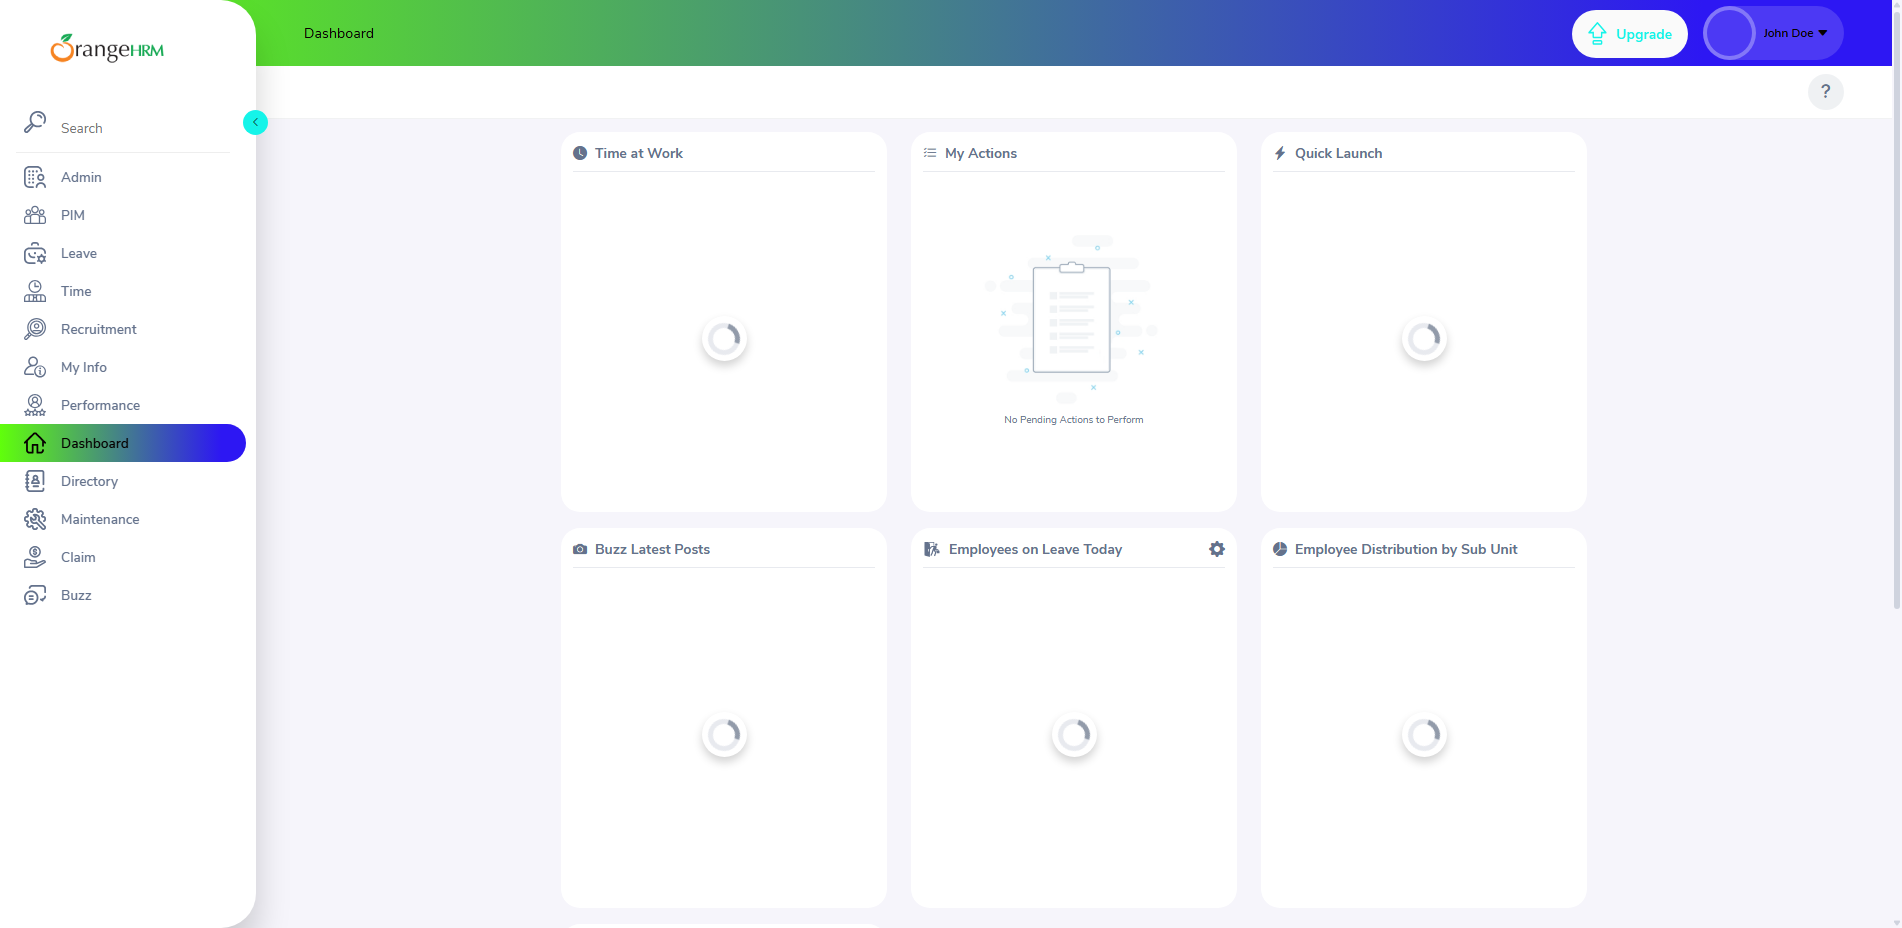 OrangeHRM
Dashboard
Upgrade
John Doe
?
Search
Admin
PIM
Leave
Time
Recruitment
My Info
Performance
Dashboard
Directory
Maintenance
Claim
Buzz
Time at Work
My Actions
No Pending Actions to Perform
Quick Launch
Buzz Latest Posts
Employees on Leave Today
Employee Distribution by Sub Unit